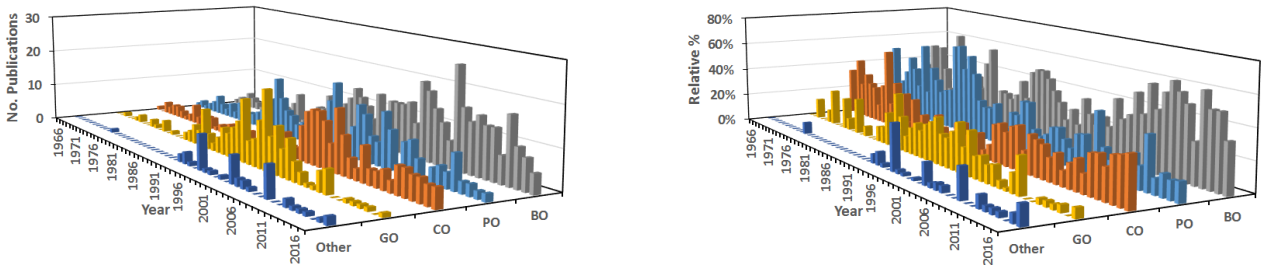 No. Publications
30
20
10
0
1966
1971
1976
1981
1986
1991
1996
2001
2006
2011
2016
Year
Other
GO
CO
PO
BO
Relative %
80%
60%
40%
20%
0%
1966
1971
1976
1981
1986
1991
1996
2001
2006
2011
2016
Year
Other
GO
CO
PO
BO